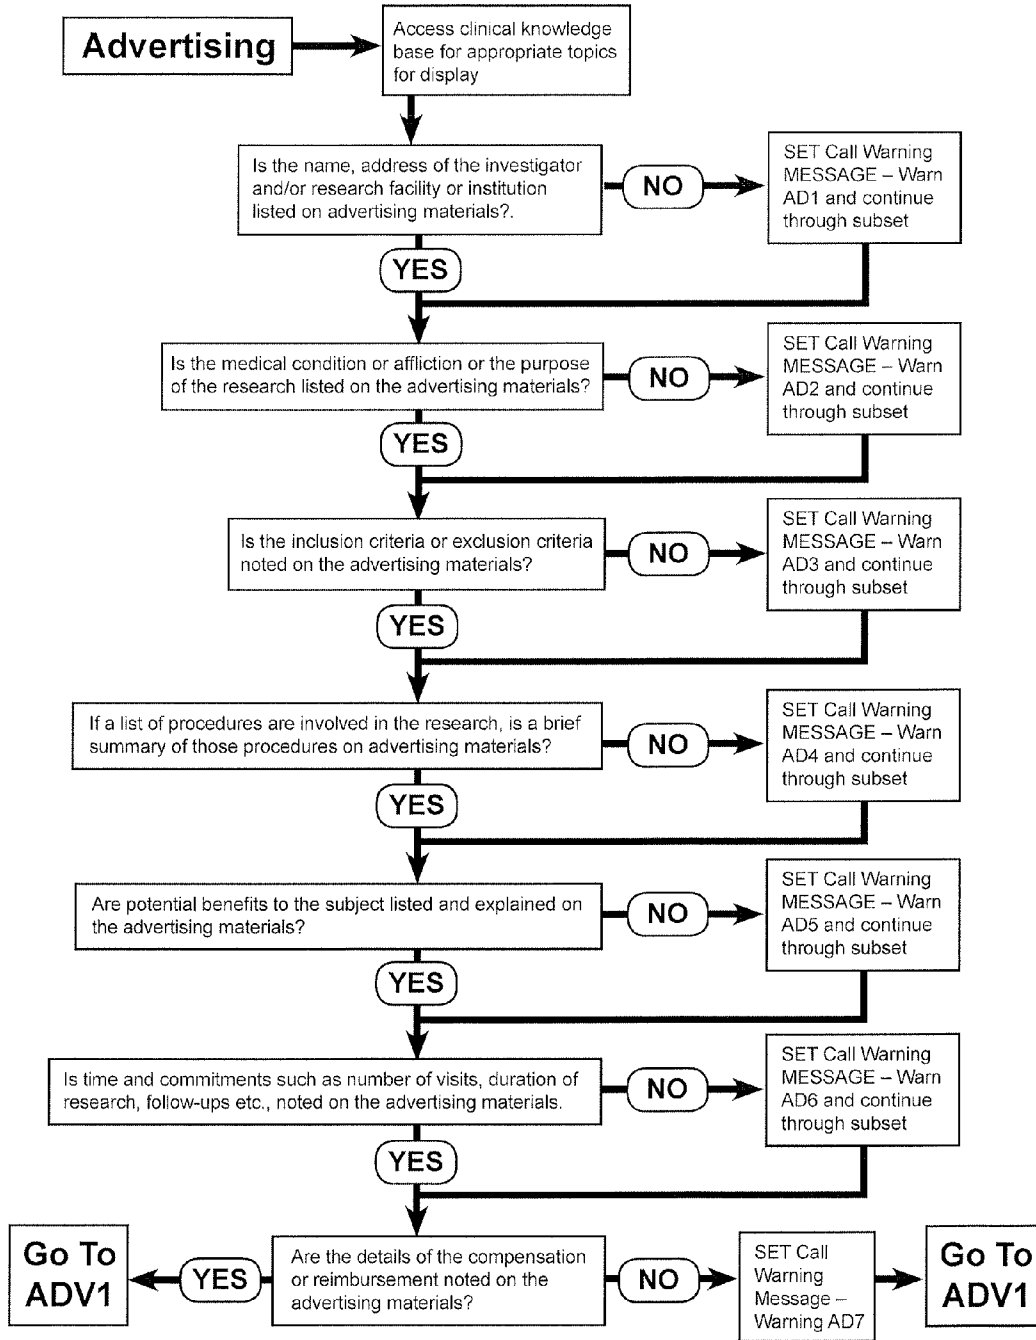 Advertising
Access clinical knowledge
base for appropriate topics
for display
Is the name, address of the investigator
and/or research facility or institution
listed on advertising materials?.
NO
SET Call Warning
MESSAGE – Warn
AD1 and continue
through subset
YES
Is the medical condition or affliction or the purpose
of the research listed on the advertising materials?
NO
SET Call Warning
MESSAGE – Warn
AD2 and continue
through subset
YES
Is the inclusion criteria or exclusion criteria
noted on the advertising materials?
NO
SET Call Warning
MESSAGE – Warn
AD3 and continue
through subset
YES
If a list of procedures are involved in the research, is a brief
summary of those procedures on advertising materials?
NO
SET Call Warning
MESSAGE – Warn
AD4 and continue
through subset
YES
Are potential benefits to the subject listed and explained on
the advertising materials?
NO
SET Call Warning
MESSAGE – Warn
AD5 and continue
through subset
YES
Is time and commitments such as number of visits, duration of
research, follow-ups etc., noted on the advertising materials.
NO
SET Call Warning
MESSAGE – Warn
AD6 and continue
through subset
YES
Go To
ADV1
YES
Are the details of the compensation
or reimbursement noted on the
advertising materials?
NO
SET Call
Warning
Message –
Warning AD7
Go To
ADV1